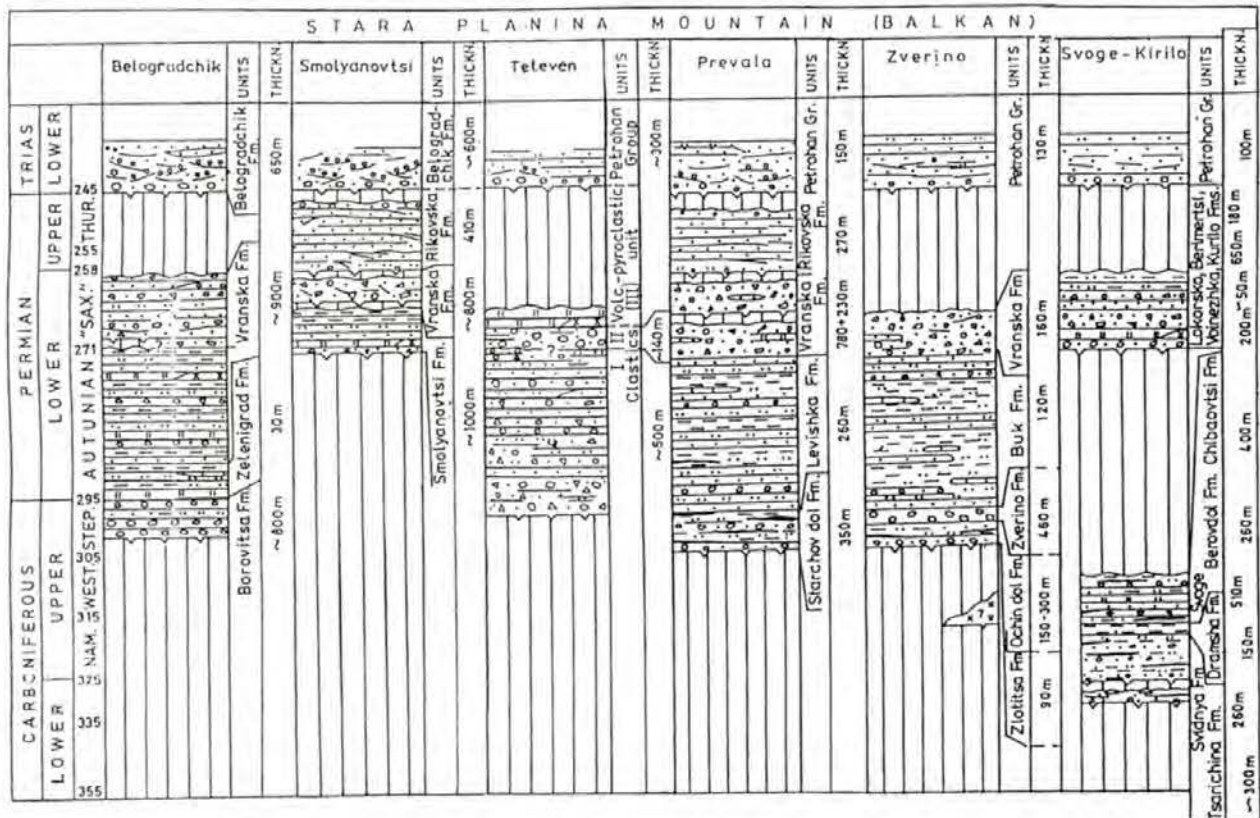 STARA PLANINA MOUNTAIN (BALKAN)
Belogradchik UNITS THICKN. Smolyanovtsi UNITS THICKN. Teteven UNITS THICKN. Prevala UNITS THICKN. Zverino UNITS THICKN Svoge-Kirilo UNITS THICKN.
TRIAS
LOWER
PERMIAN
UPPER
LOWER
THUR.
"SAX."
AUTUNIAN
CARBONIFEROUS
UPPER
LOWER
STEP.
WEST.
NAM.
245
255
258
271
295
305
315
325
335
355
Belogradchik Fm.
650m
Vranska Fm.
~900m
Zelenigrad Fm.
30m
Borovitsa Fm.
~800m
Belograd-
chik Fm.
~600m
Rikovska Fm.
410m
Vranska Fm.
~800m
Smolyanovtsi Fm.
~1000m
Petrohan Group
~300m
Volc.-pyroclastic unit
~140m
Clastics
~500m
Petrohan Gr.
150m
Rikovska Fm.
270m
Vranska Fm.
780-230m
Levishka Fm.
260m
Starchov dol Fm.
350m
Petrohan Gr.
130m
Vranska Fm
160m
Buk Fm.
120m
Zverino Fm.
460m
Ochin dol Fm.
150-300m
Zlotitsa Fm
90m
Petrohan Gr.
100m
180m
Kurilo Fms.
650m
200m-50m
Chibaovtsi Fm.
400m
Berovdol Fm.
260m
Svoge
510m
Dramsha Fm.
150m
Svidnya Fm
260m
Tsarichina Fm.
~300m